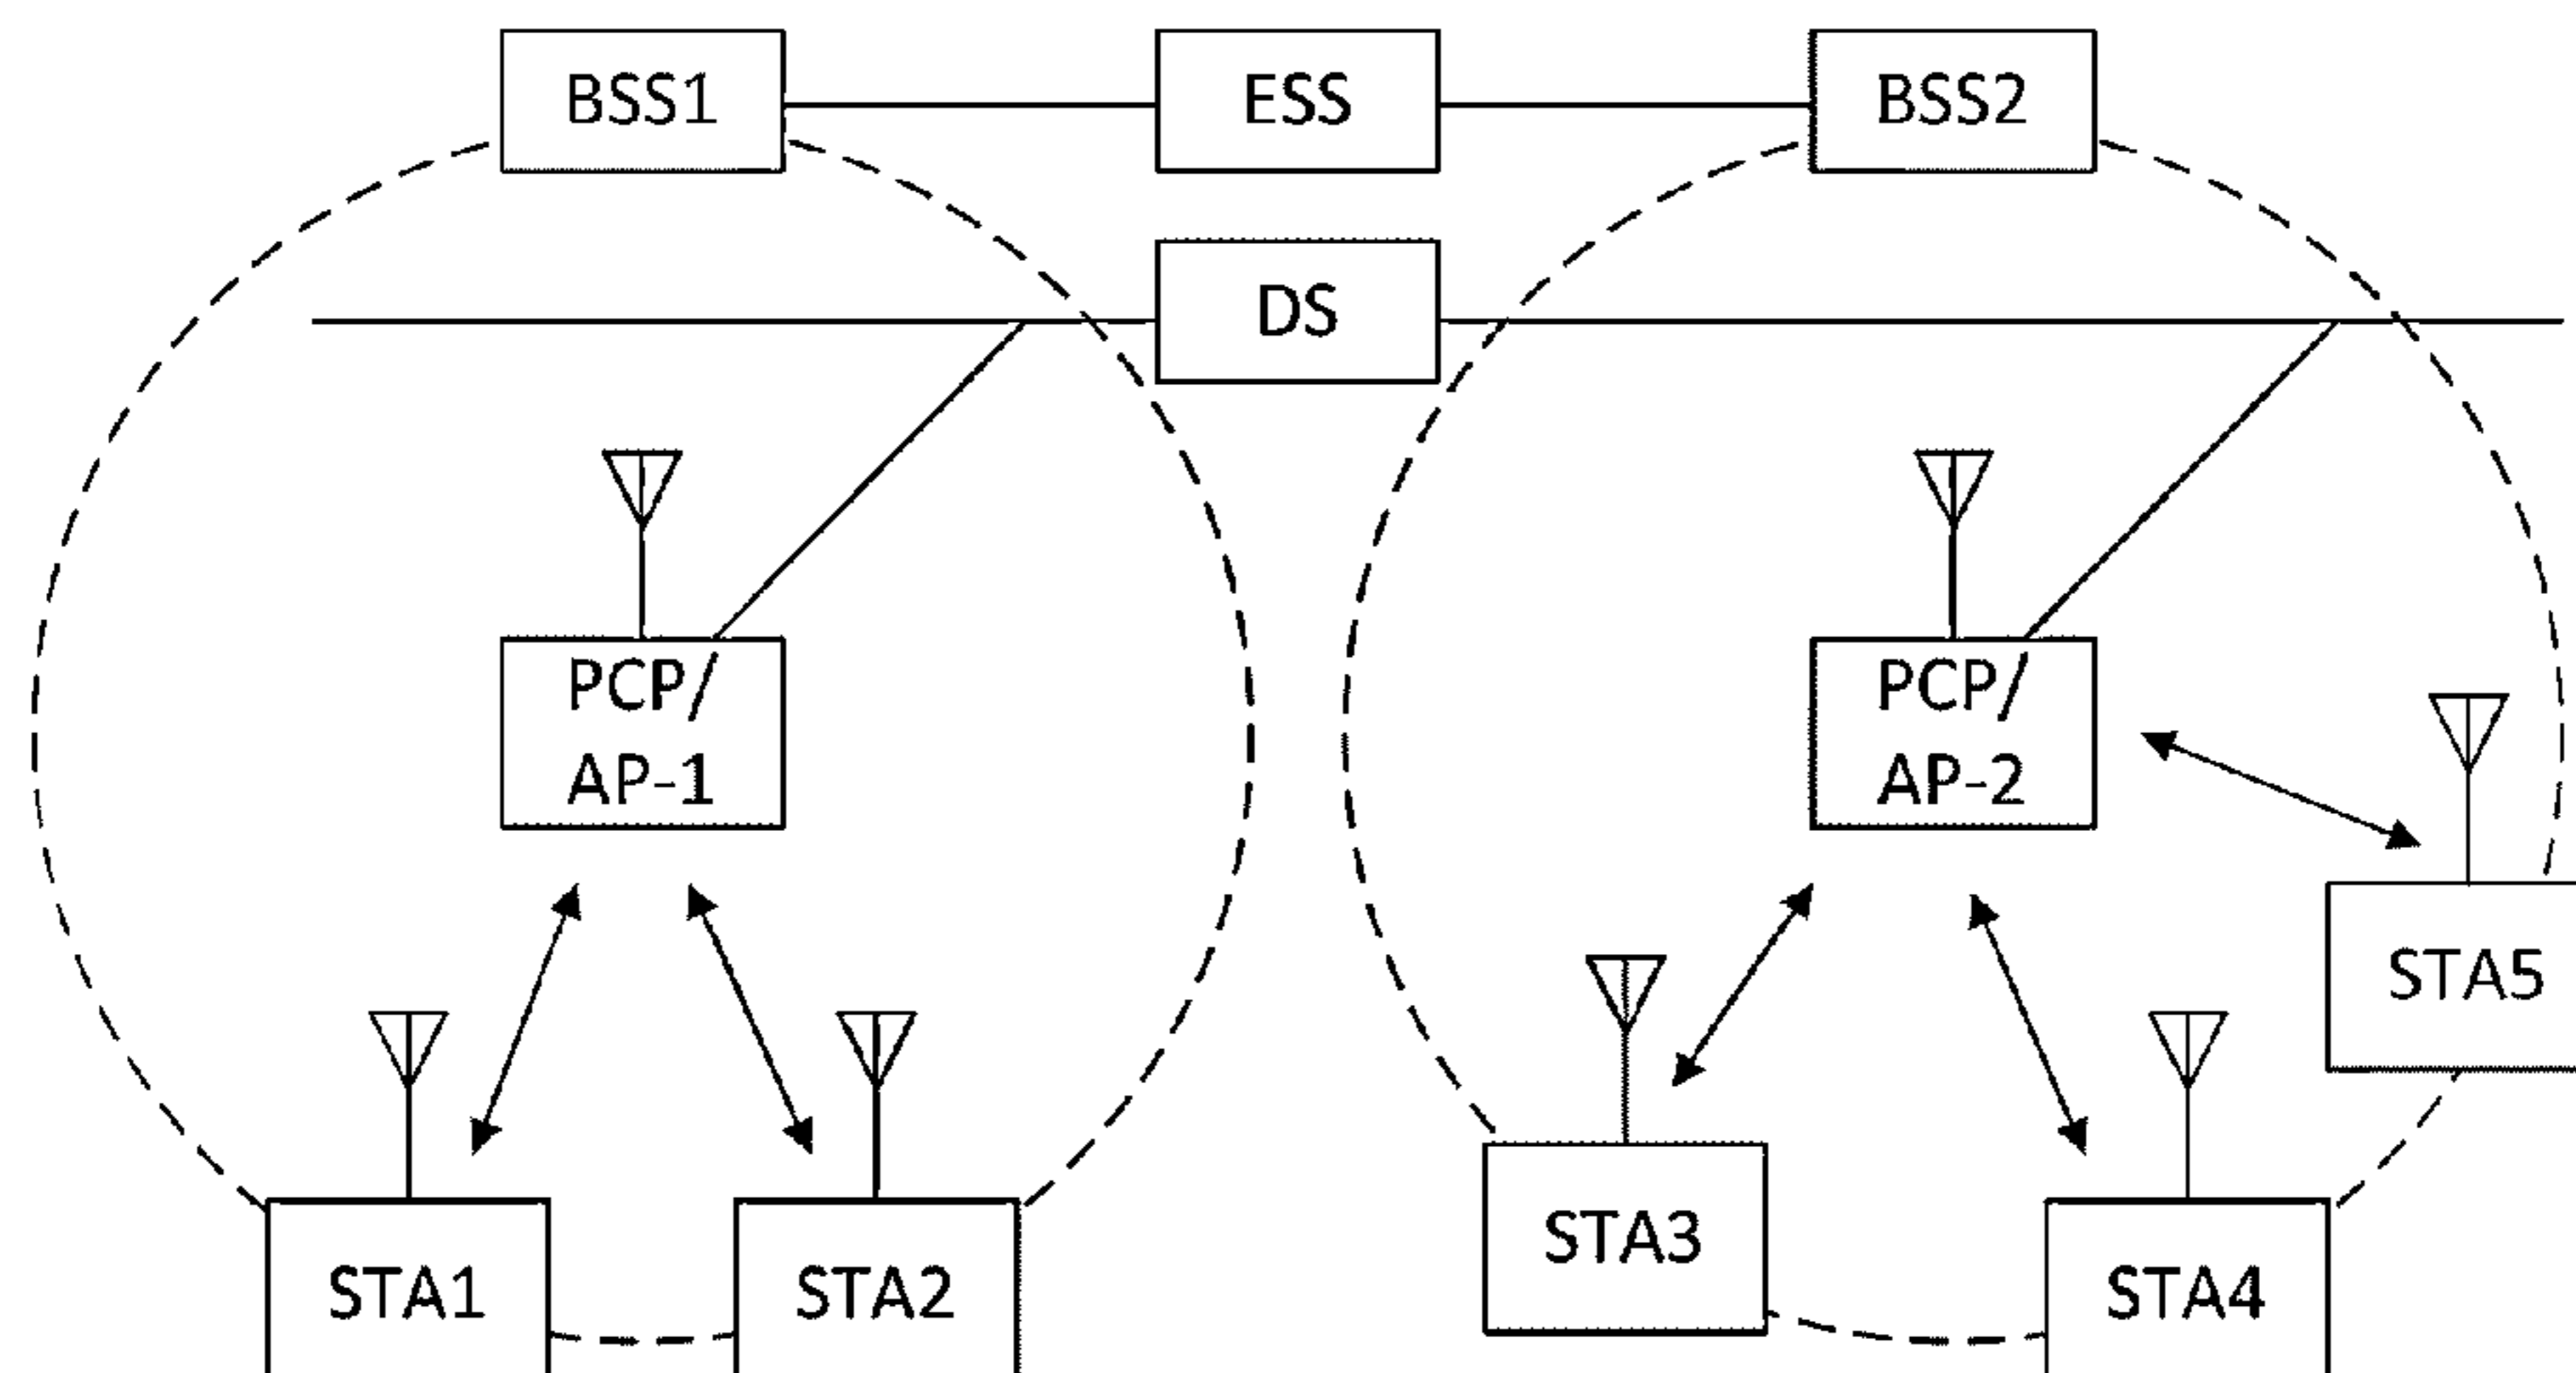 BSS1
ESS
BSS2
DS
PCP/
AP-1
PCP/
AP-2
STA5
STA3
STA1
STA2
STA4